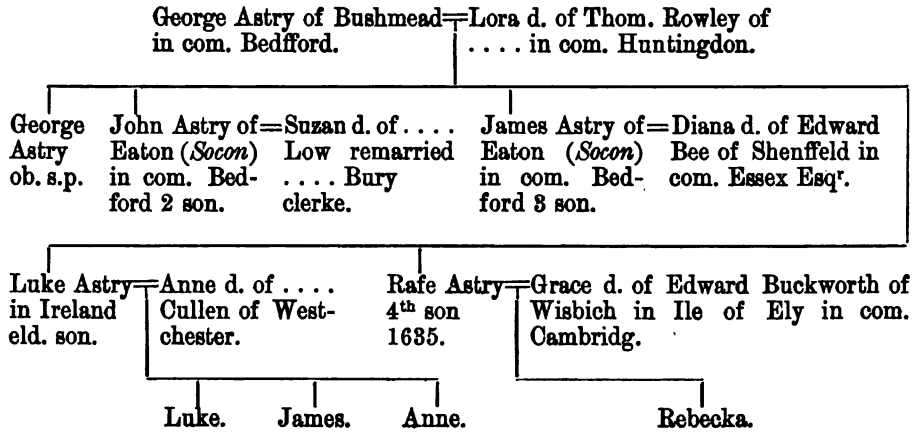 George Astry of Bushmead=Lora d. of Thom. Rowley of
in com. Bedfford. . . . . in com. Huntingdon.
George
Astry
ob. s.p.
John Astry of=Suzan d. of . . . .
Eaton (Socon) Low remarried
in com. Bed- . . . . Bury
ford 2 son. clerke.
James Astry of=Diana d. of Edward
Eaton (Socon) Bee of Shenffeld in
in com. Bed- com. Essex Esqr.
ford 3 son.
Luke Astry=Anne d. of . . . .
in Ireland Cullen of West-
eld. son. chester.
Rafe Astry=Grace d. of Edward Buckworth of
4th son Wisbich in Ile of Ely in com.
1635. Cambridg.
Luke. James. Anne. Rebecka.